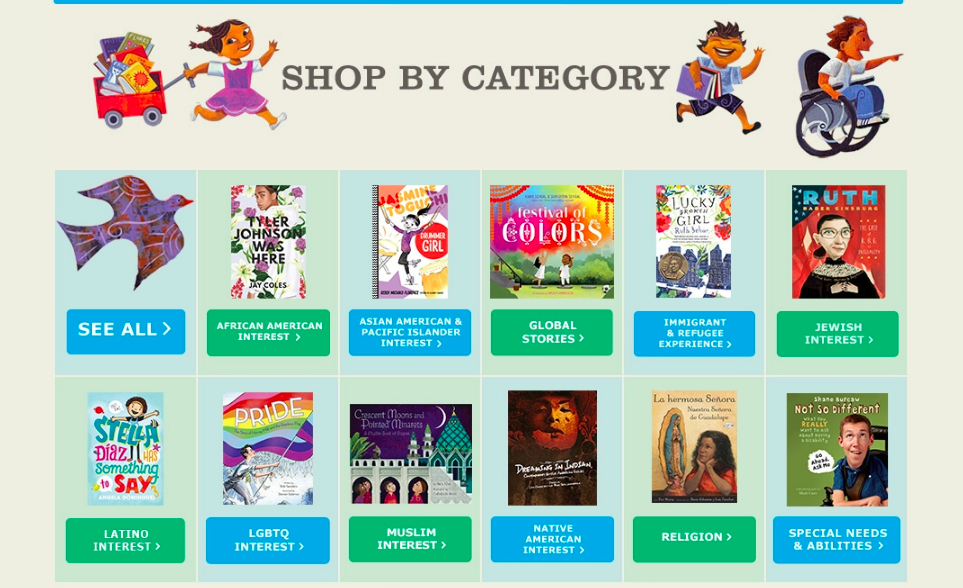 SHOP BY CATEGORY
TYLER
JOHNSON
WAS
HERE
JAY COLES
JASMINE
TOGUCHI
DRUMMER
GIRL
festival of
COLORS
LUCKY
BROKEN
GIRL
Ruth Behar
RUTH
BADER GINSBURG
THE CASE
OF
R.B.G.
VS.
INEQUALITY
SEE ALL >
AFRICAN AMERICAN
INTEREST >
ASIAN AMERICAN &
PACIFIC ISLANDER
INTEREST >
GLOBAL
STORIES >
IMMIGRANT
& REFUGEE
EXPERIENCE >
JEWISH
INTEREST >
STELLA
DÍAZ HAS
Something
to SAY
ANGELA DOMINGUEZ
PRIDE
Crescent Moons and
Pointed Minarets
DREAMING IN INDIAN
La hermosa Señora
Nuestra Señora
de Guadalupe
Shane Burcaw
NOT SO DIFFERENT
What You
REALLY
Want to Ask
About Having
a Disability
GO
AHEAD,
ASK ME
LATINO
INTEREST >
LGBTQ
INTEREST >
MUSLIM
INTEREST >
NATIVE
AMERICAN
INTEREST >
RELIGION >
SPECIAL NEEDS
& ABILITIES >